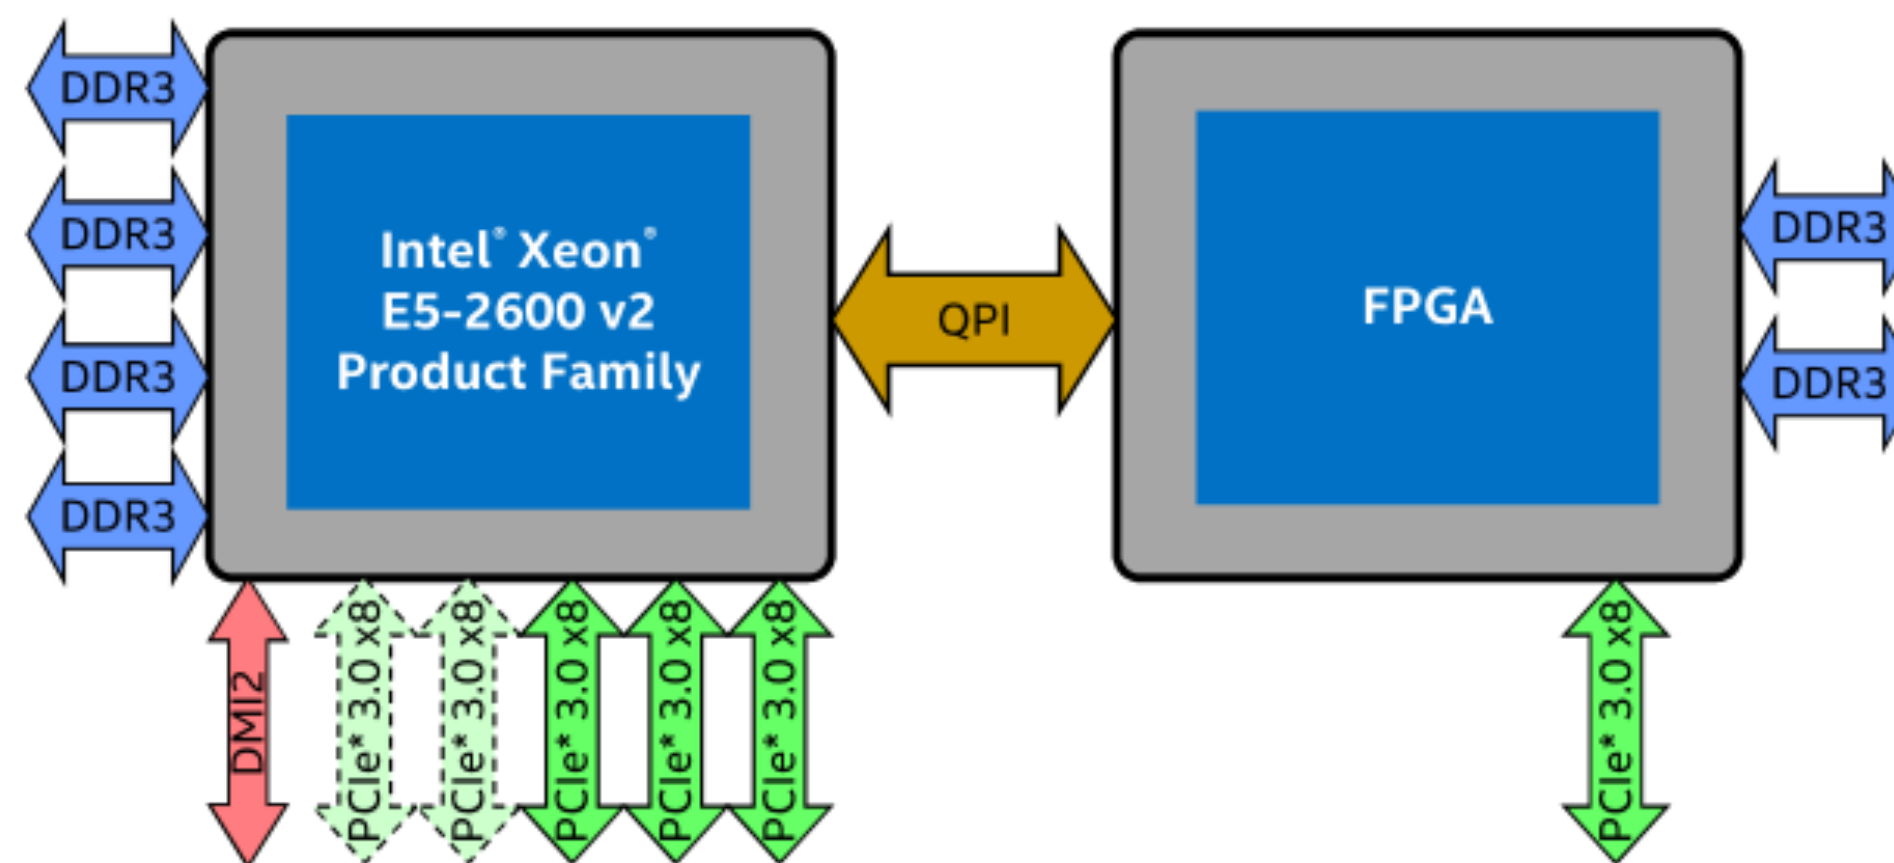 DDR3
DDR3
DDR3
DDR3
Intel® Xeon®
E5-2600 v2
Product Family
QPI
FPGA
DDR3
DDR3
DMI2
PCIe* 3.0 x8
PCIe* 3.0 x8
PCIe* 3.0 x8
PCIe* 3.0 x8
PCIe* 3.0 x8
PCIe* 3.0 x8